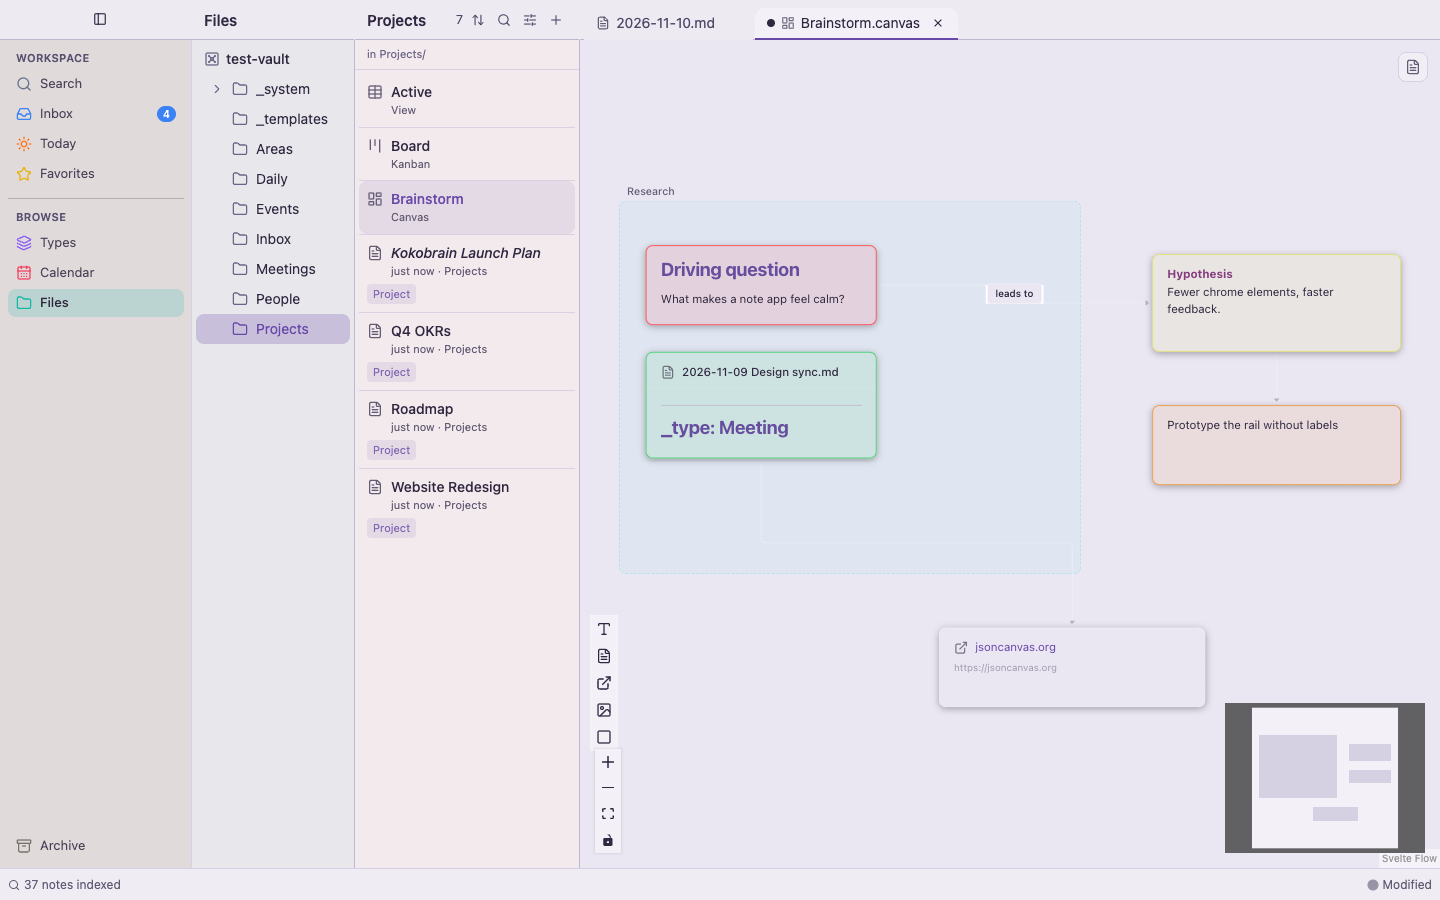 WORKSPACE
Search
Inbox
4
Today
Favorites
BROWSE
Types
Calendar
Files
Archive
Files
test-vault
_system
_templates
Areas
Daily
Events
Inbox
Meetings
People
Projects
Projects
7
in Projects/
Active
View
Board
Kanban
Brainstorm
Canvas
Kokobrain Launch Plan
just now · Projects
Project
Q4 OKRs
just now · Projects
Project
Roadmap
just now · Projects
Project
Website Redesign
just now · Projects
Project
2026-11-10.md
Brainstorm.canvas
Research
Driving question
What makes a note app feel calm?
leads to
Hypothesis
Fewer chrome elements, faster
feedback.
2026-11-09 Design sync.md
_type: Meeting
Prototype the rail without labels
jsoncanvas.org
https://jsoncanvas.org
Svelte Flow
37 notes indexed
Modified